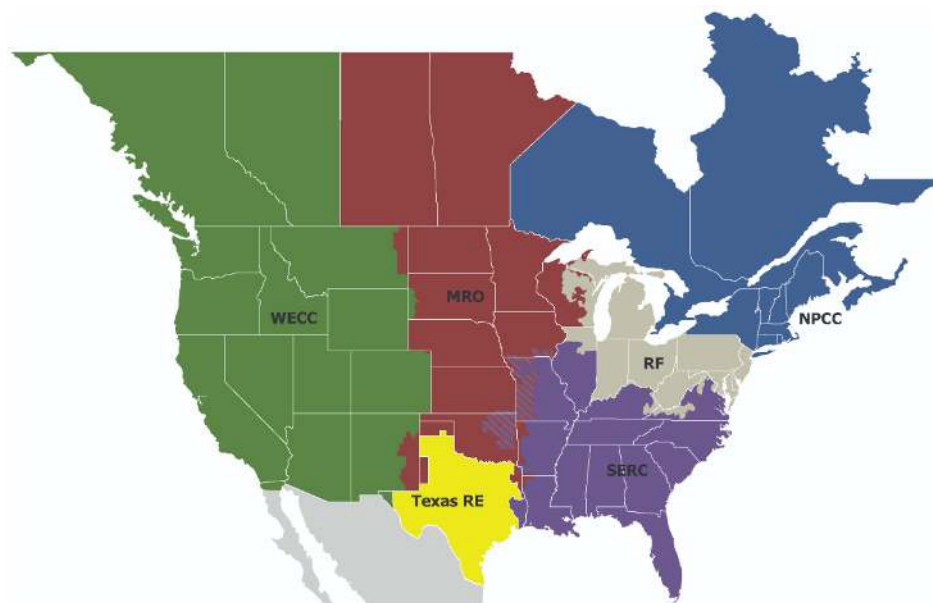 MRO
WECC
NPCC
RF
SERC
Texas RE